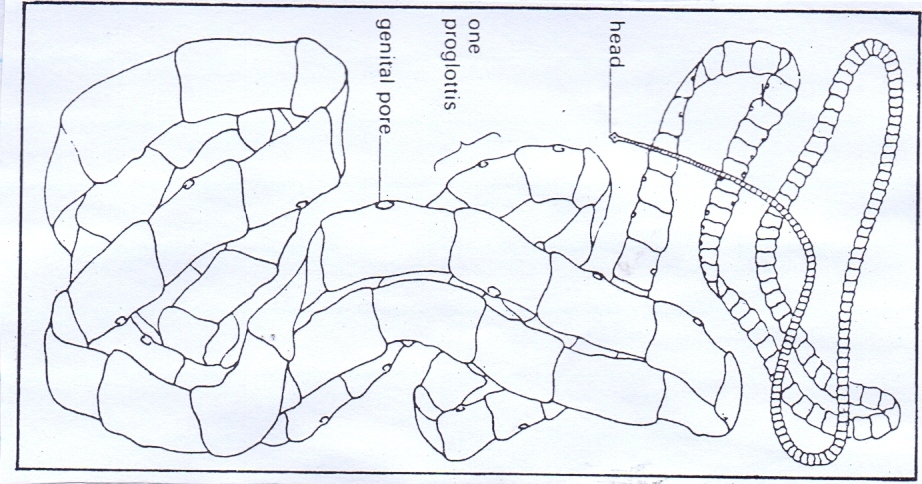 head
one
proglottis
genital pore